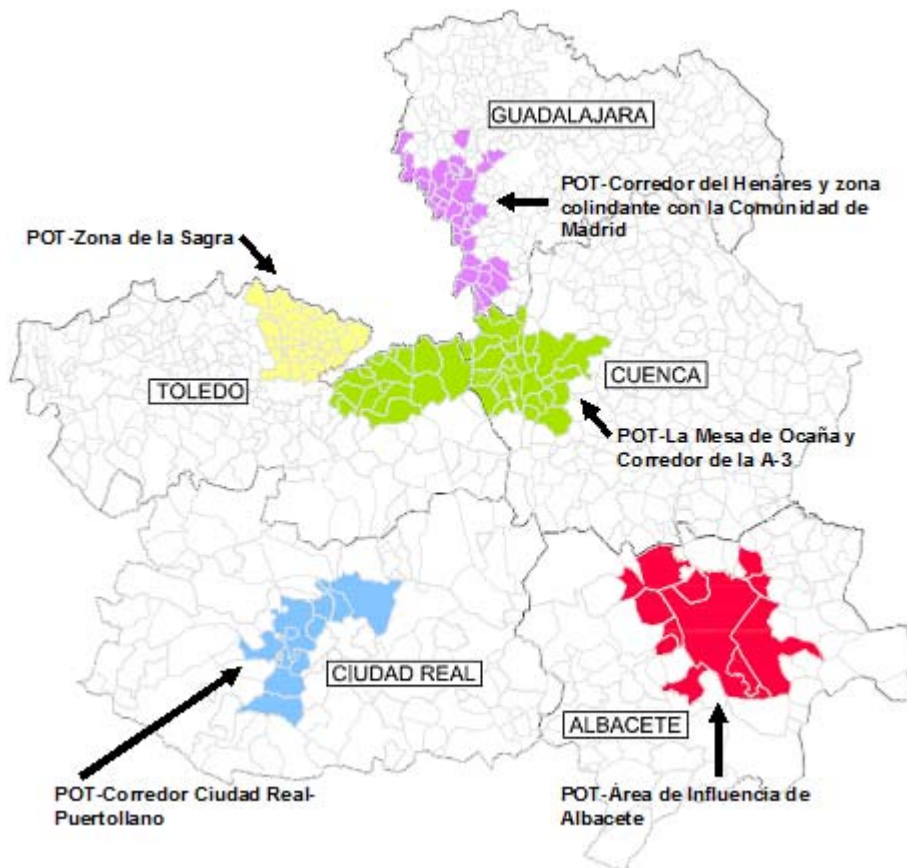 GUADALAJARA
POT-Corredor del Henáres y zona
colindante con la Comunidad de
Madrid
POT-Zona de la Sagra
TOLEDO
CUENCA
POT-La Mesa de Ocaña y
Corredor de la A-3
CIUDAD REAL
ALBACETE
POT-Corredor Ciudad Real-
Puertollano
POT-Área de Influencia de
Albacete